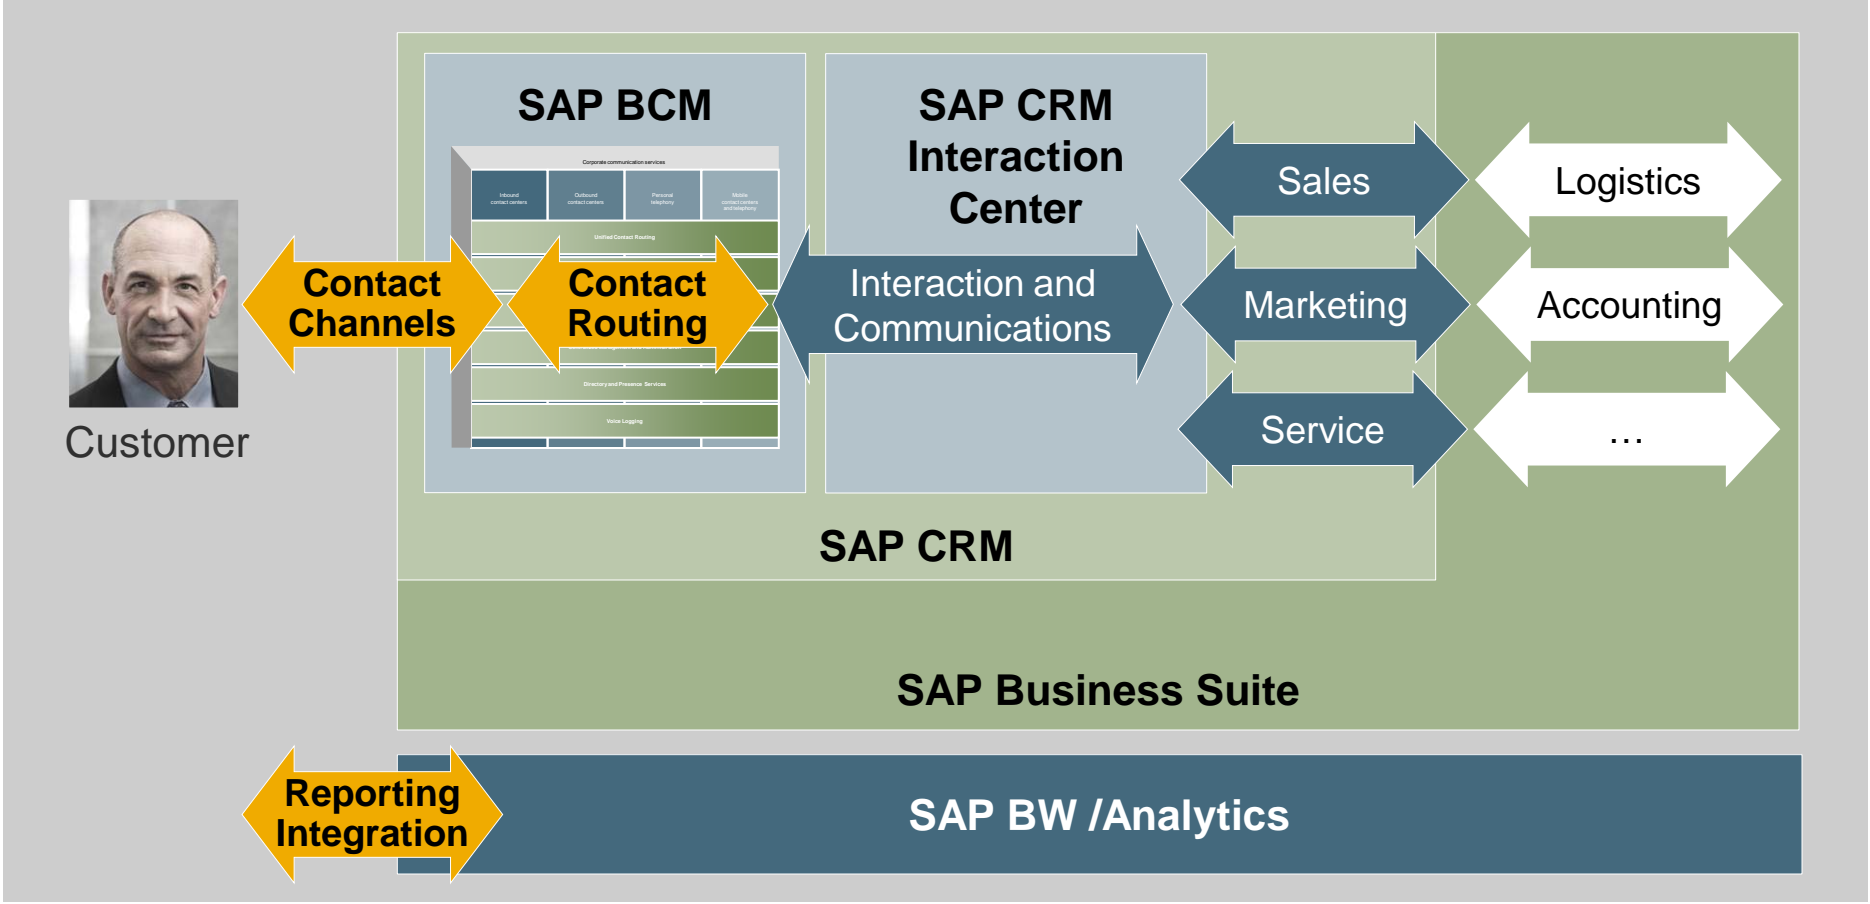 SAP BCM
Corporate communication services
Inbound
contact centers
Outbound
contact centers
Personal
telephony
Mobile
contact centers
and telephony
Unified Contact Routing
Directory and Presence Services
Voice Logging
Customer
Contact
Channels
Contact
Routing
SAP CRM
Interaction
Center
Interaction and
Communications
Sales
Marketing
Service
Logistics
Accounting
…
SAP CRM
SAP Business Suite
Reporting
Integration
SAP BW /Analytics